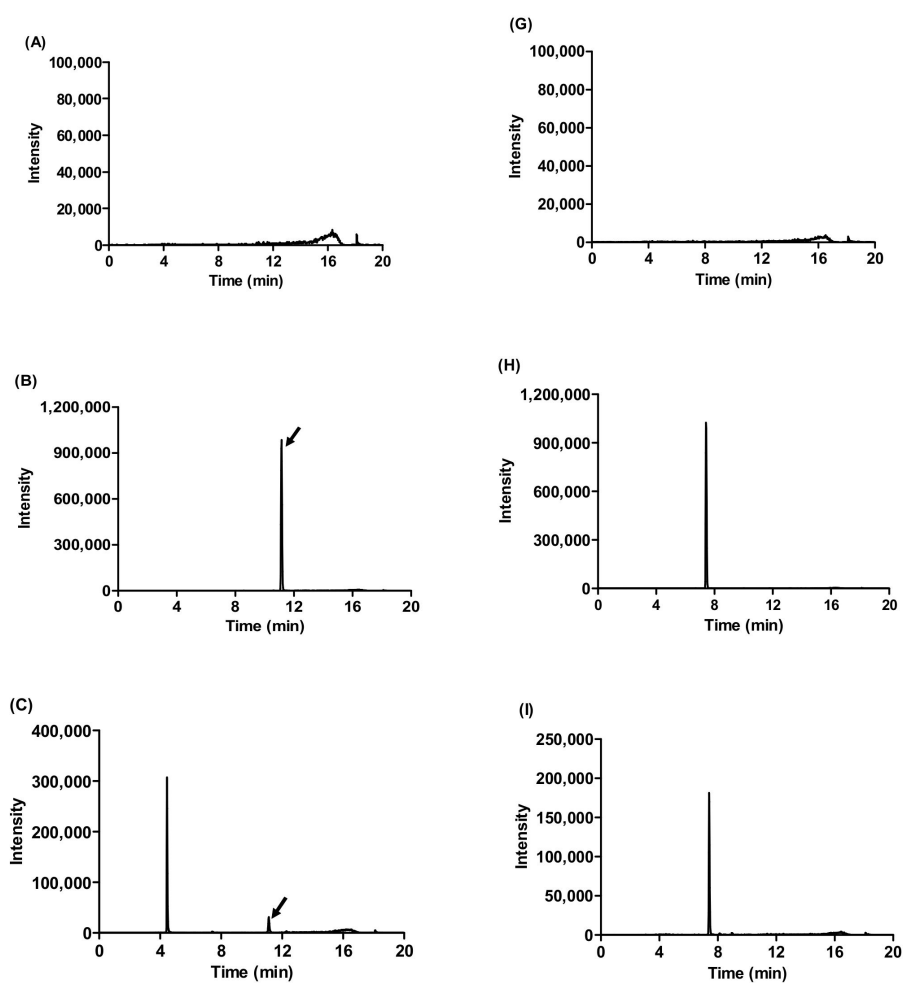 (A)
100,000
80,000
60,000
40,000
20,000
0
Intensity
0 4 8 12 16 20
Time (min)
(G)
100,000
80,000
60,000
40,000
20,000
0
Intensity
0 4 8 12 16 20
Time (min)
(B)
1,200,000
900,000
600,000
300,000
0
Intensity
0 4 8 12 16 20
Time (min)
(H)
1,200,000
900,000
600,000
300,000
0
Intensity
0 4 8 12 16 20
Time (min)
(C)
400,000
300,000
200,000
100,000
0
Intensity
0 4 8 12 16 20
Time (min)
(I)
250,000
200,000
150,000
100,000
50,000
0
Intensity
0 4 8 12 16 20
Time (min)